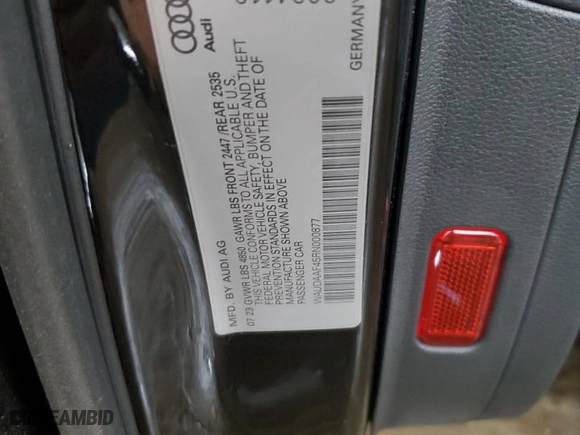 Audi
GERMANY
MFD. BY AUDI AG
07.23 GVWR LBS 4850 GAWR LBS FRONT 2447 /REAR 2535
THIS VEHICLE CONFORMS TO ALL APPLICABLE U.S.
FEDERAL MOTOR VEHICLE SAFETY, BUMPER AND THEFT
PREVENTION STANDARDS IN EFFECT ON THE DATE OF
MANUFACTURE SHOWN ABOVE
PASSENGER CAR
WAUDAAF45RN000877